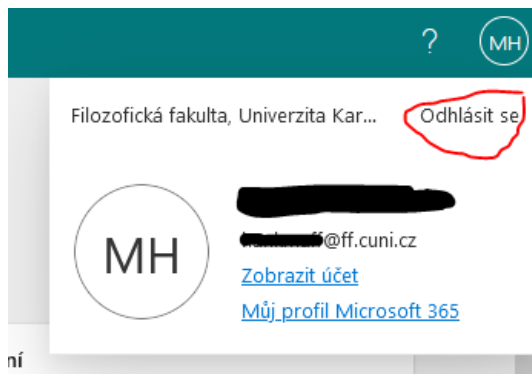 ? MH
Filozofická fakulta, Univerzita Kar... Odhlásit se
MH
@ff.cuni.cz
Zobrazit účet
Můj profil Microsoft 365
ní